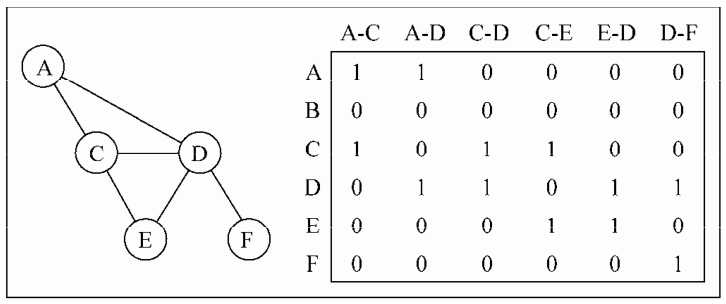 A
C
D
E
F
A-C A-D C-D C-E E-D D-F
A 1 1 0 0 0 0
B 0 0 0 0 0 0
C 1 0 1 1 0 0
D 0 1 1 0 1 1
E 0 0 0 1 1 0
F 0 0 0 0 0 1